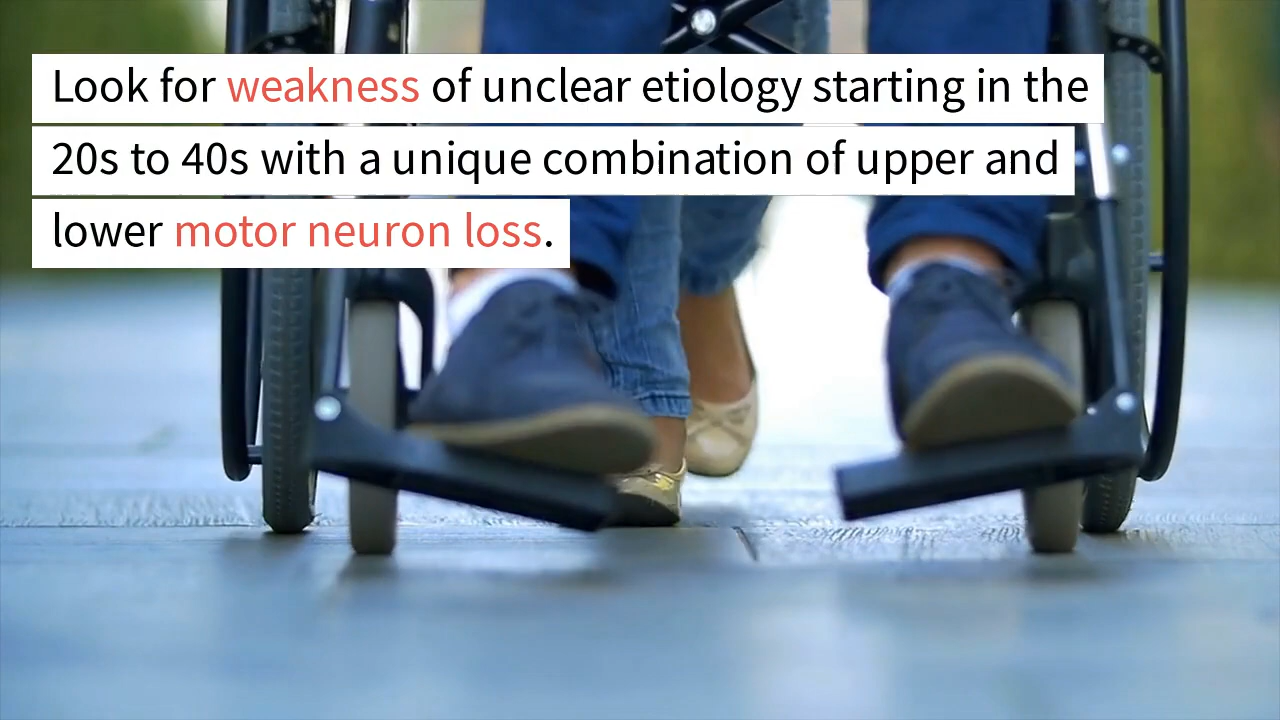 Look for weakness of unclear etiology starting in the
20s to 40s with a unique combination of upper and
lower motor neuron loss.